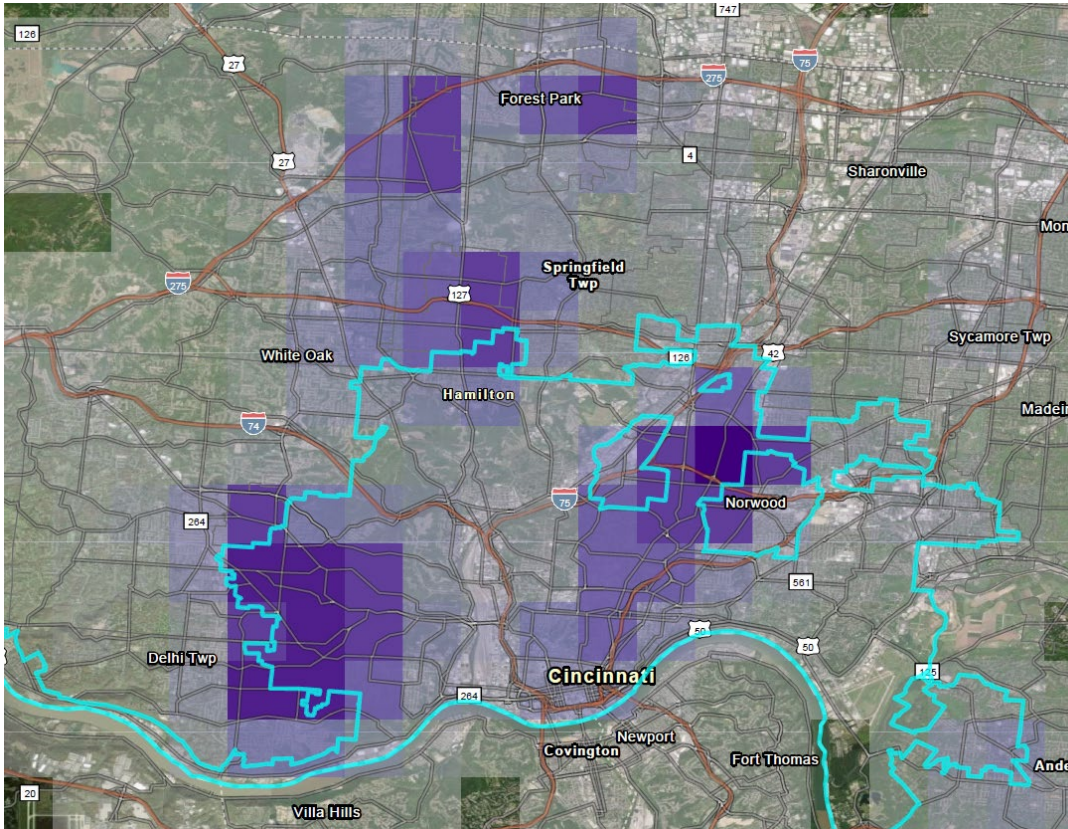 747
126
27
75
275
Forest Park
4
27
Sharonville
Mon
Springfield
Twp
275
127
Sycamore Twp
White Oak
126
42
Hamilton
Madein
74
75
Norwood
264
561
50
50
Delhi Twp
Cincinnati
125
264
Newport
Covington
Fort Thomas
Ande
20
Villa Hills